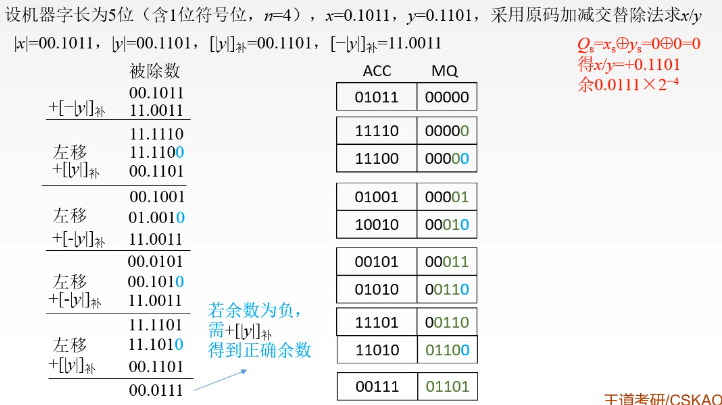 设机器字长为5位（含1位符号位，n=4），x=0.1011，y=0.1101，采用原码加减交替除法求x/y
|x|=00.1011，|y|=00.1101，[|y|]补=00.1101，[−|y|]补=11.0011
Qs=xs⊕ys=0⊕0=0
得x/y=+0.1101
余0.0111×2−4
被除数 ACC MQ
00.1011 01011 00000
+[−|y|]补 11.0011
11.1110 11110 00000
左移 11.1100 11100 00000
+[|y|]补 00.1101
00.1001 01001 00001
左移 01.0010 10010 00010
+[-|y|]补 11.0011
00.0101 00101 00011
左移 00.1010 01010 00110
+[-|y|]补 11.0011
11.1101 11101 00110
左移 11.1010 11010 01100
+[|y|]补 00.1101
00.0111 00111 01101
若余数为负，
需+[|y|]补
得到正确余数
王道考研/CSKAO